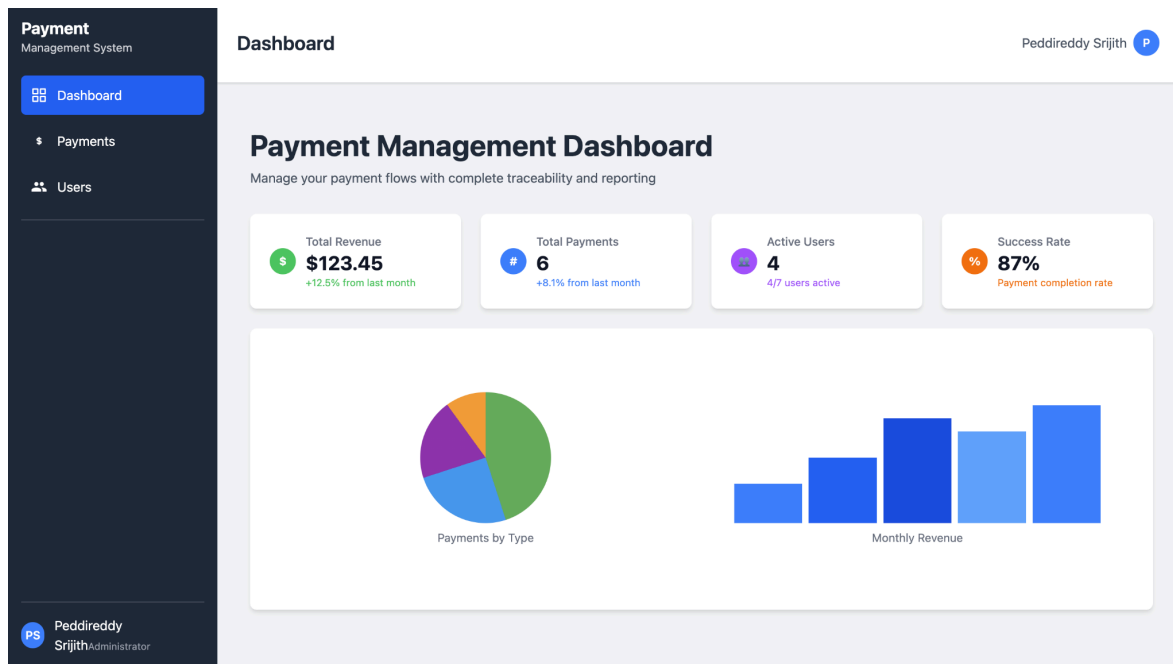 Payment
Management System
Dashboard
$ Payments
Users
PS
Peddireddy
Srijith Administrator
Dashboard
Peddireddy Srijith P
Payment Management Dashboard
Manage your payment flows with complete traceability and reporting
$
Total Revenue
$123.45
+12.5% from last month
#
Total Payments
6
+8.1% from last month
Active Users
4
4/7 users active
%
Success Rate
87%
Payment completion rate
Payments by Type
Monthly Revenue